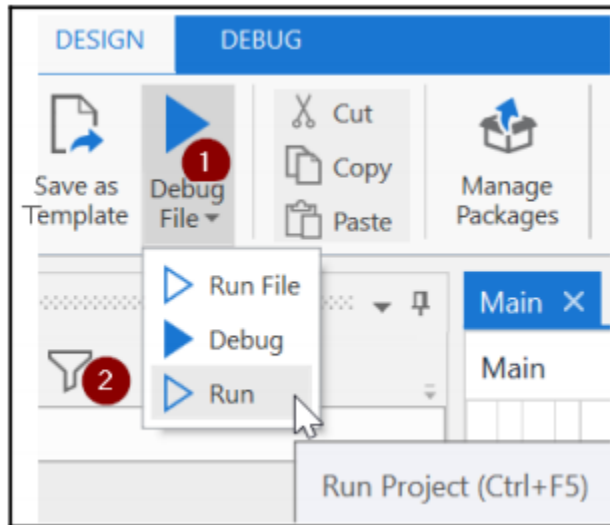 DESIGN DEBUG
Save as
Template
Debug
File
1
Cut
Copy
Paste
Manage
Packages
Run File
Debug
Run
2
Main
Main
Run Project (Ctrl+F5)